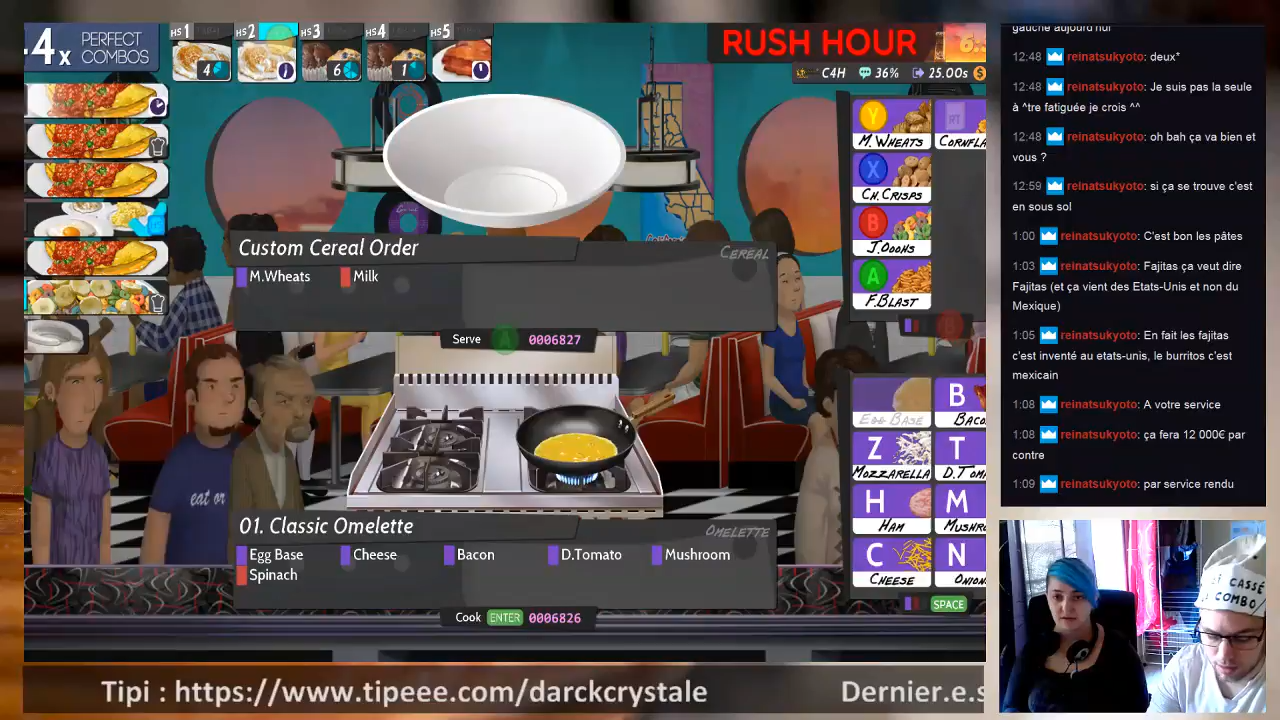 4x PERFECT COMBOS
HS1
HS2
HS3
HS4
HS5
4
6
1
RUSH HOUR
C4H 36% 25.00s
Y
M.WHEATS
RT
CORNFLA
X
CH.CRISPS
B
J.OOOHS
A
F.BLAST
B
Custom Cereal Order
CEREAL
M.Wheats
Milk
Serve A 0006827
eat or
01. Classic Omelette
OMELETTE
Egg Base
Cheese
Bacon
D.Tomato
Mushroom
Spinach
Cook ENTER 0006826
EGG BASE
B
BACO
Z
MOZZARELLA
T
D.TOM
H
HAM
M
MUSHR
C
CHEESE
N
ONIO
SPACE
Tipi : https://www.tipeee.com/darckcrystale
Dernier.e.s
gauche aujourd'hui
12:48 reinatsukyoto: deux*
12:48 reinatsukyoto: Je suis pas la seule
à ^tre fatiguée je crois ^^
12:48 reinatsukyoto: oh bah ça va bien et
vous ?
12:59 reinatsukyoto: si ça se trouve c'est
en sous sol
1:00 reinatsukyoto: C'est bon les pâtes
1:03 reinatsukyoto: Fajitas ça veut dire
Fajitas (et ça vient des Etats-Unis et non du
Mexique)
1:05 reinatsukyoto: En fait les fajitas
c'est inventé au etats-unis, le burritos c'est
mexicain
1:08 reinatsukyoto: A votre service
1:08 reinatsukyoto: ça fera 12 000€ par
contre
1:09 reinatsukyoto: par service rendu
CASSÉ
COMBO